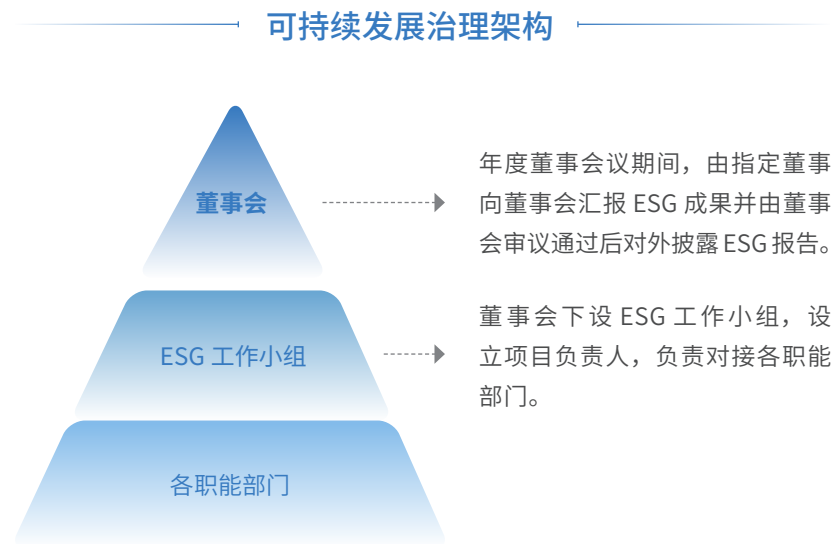 可持续发展治理架构
董事会
年度董事会议期间，由指定董事
向董事会汇报 ESG 成果并由董事
会审议通过后对外披露 ESG 报告。
ESG 工作小组
董事会下设 ESG 工作小组，设
立项目负责人，负责对接各职能
部门。
各职能部门